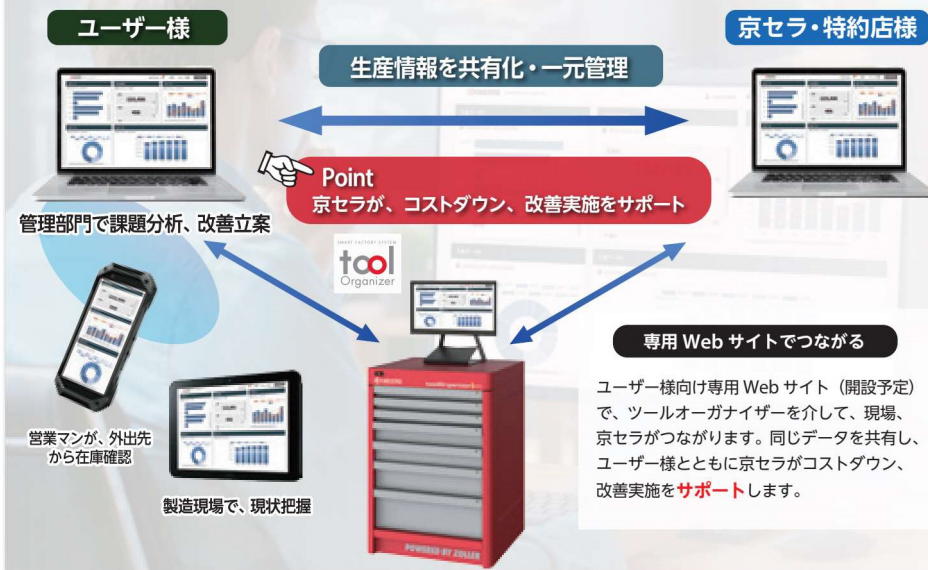 ユーザー様
京セラ・特約店様
生産情報を共有化・一元管理
Point
京セラが、コストダウン、改善実施をサポート
管理部門で課題分析、改善立案
SMART FACTORY SYSTEM
tool
Organizer
営業マンが、外出先
から在庫確認
製造現場で、現状把握
POWERED BY ZOLLER
専用 Web サイトでつながる
ユーザー様向け専用 Web サイト（開設予定）
で、ツールオーガナイザーを介して、現場、
京セラがつながります。同じデータを共有し、
ユーザー様とともに京セラがコストダウン、
改善実施をサポートします。